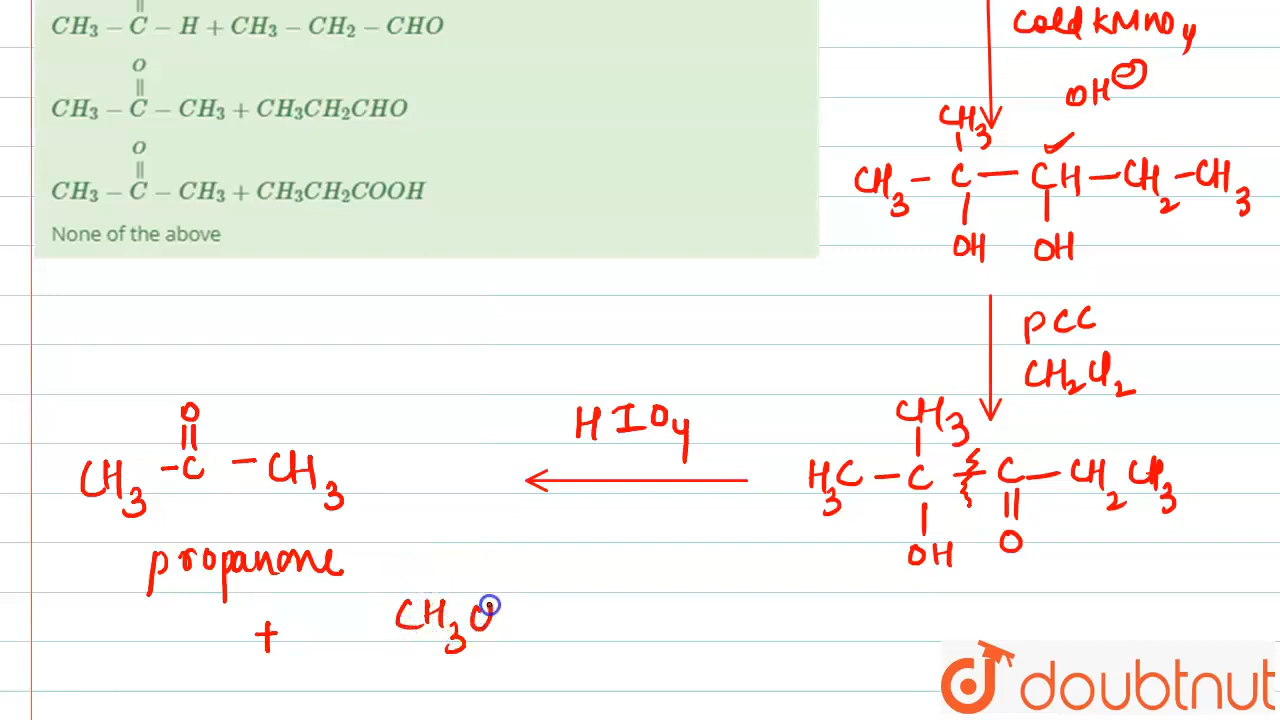 CH3 – C – H + CH3 – CH2 – CHO
O
||
CH3 – C – CH3 + CH3CH2CHO
O
||
CH3 – C – CH3 + CH3CH2COOH
None of the above
cold KMnO4
OH⊖
CH3
|
CH3 – C – CH – CH2 – CH3
| |
OH OH
PCC
CH2Cl2
CH3
|
H3C – C – C – CH2CH3
| ||
OH O
HIO4
O
||
CH3 – C – CH3
propanone
+ CH3
doubtnut